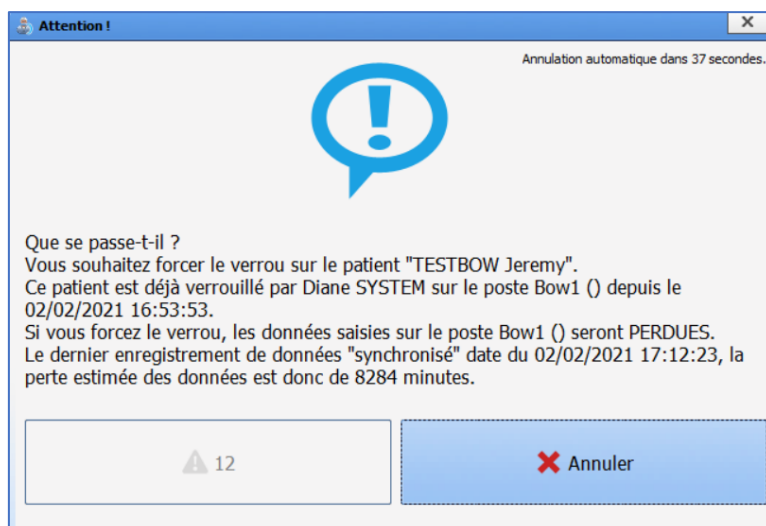 Attention !
Annulation automatique dans 37 secondes.
Que se passe-t-il ?
Vous souhaitez forcer le verrou sur le patient "TESTBOW Jeremy".
Ce patient est déjà verrouillé par Diane SYSTEM sur le poste Bow1 () depuis le
02/02/2021 16:53:53.
Si vous forcez le verrou, les données saisies sur le poste Bow1 () seront PERDUES.
Le dernier enregistrement de données "synchronisé" date du 02/02/2021 17:12:23, la
perte estimée des données est donc de 8284 minutes.
12
Annuler